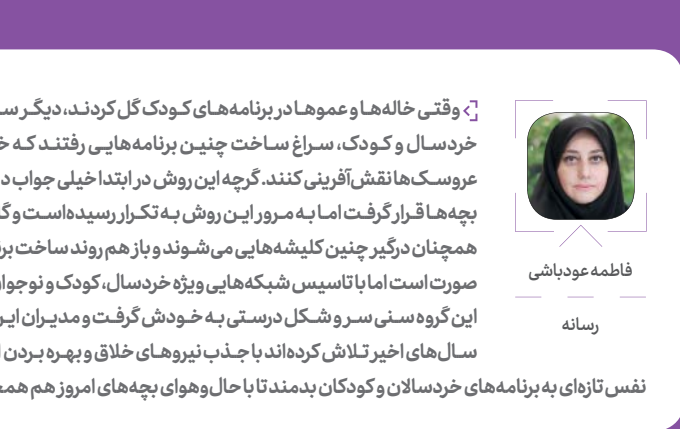 وقتی خاله‌ها و عموها در برنامه‌های کودک گل کردند، دیگر
خردسال و کودک، سراغ ساخت چنین برنامه‌هایی رفتند که
عروسک‌ها نقش‌آفرینی کنند. گرچه این روش در ابتدا خیلی جواب
بچه‌ها قرار گرفت اما به مرور این روش به تکرار رسیده‌است و
همچنان درگیر چنین کلیشه‌هایی می‌شوند و باز هم روند ساخت
صورت است اما با تاسیس شبکه‌هایی ویژه خردسال، کودک و
این گروه سنی سر و شکل درستی به خودش گرفت و مدیران
سال‌های اخیر تلاش کرده‌اند با جذب نیروهای خلاق و بهره بردن
نفس تازه‌ای به برنامه‌های خردسالان و کودکان بدمند تا با حال‌وهوای بچه‌های امروز هم
فاطمه عودباشی
رسانه